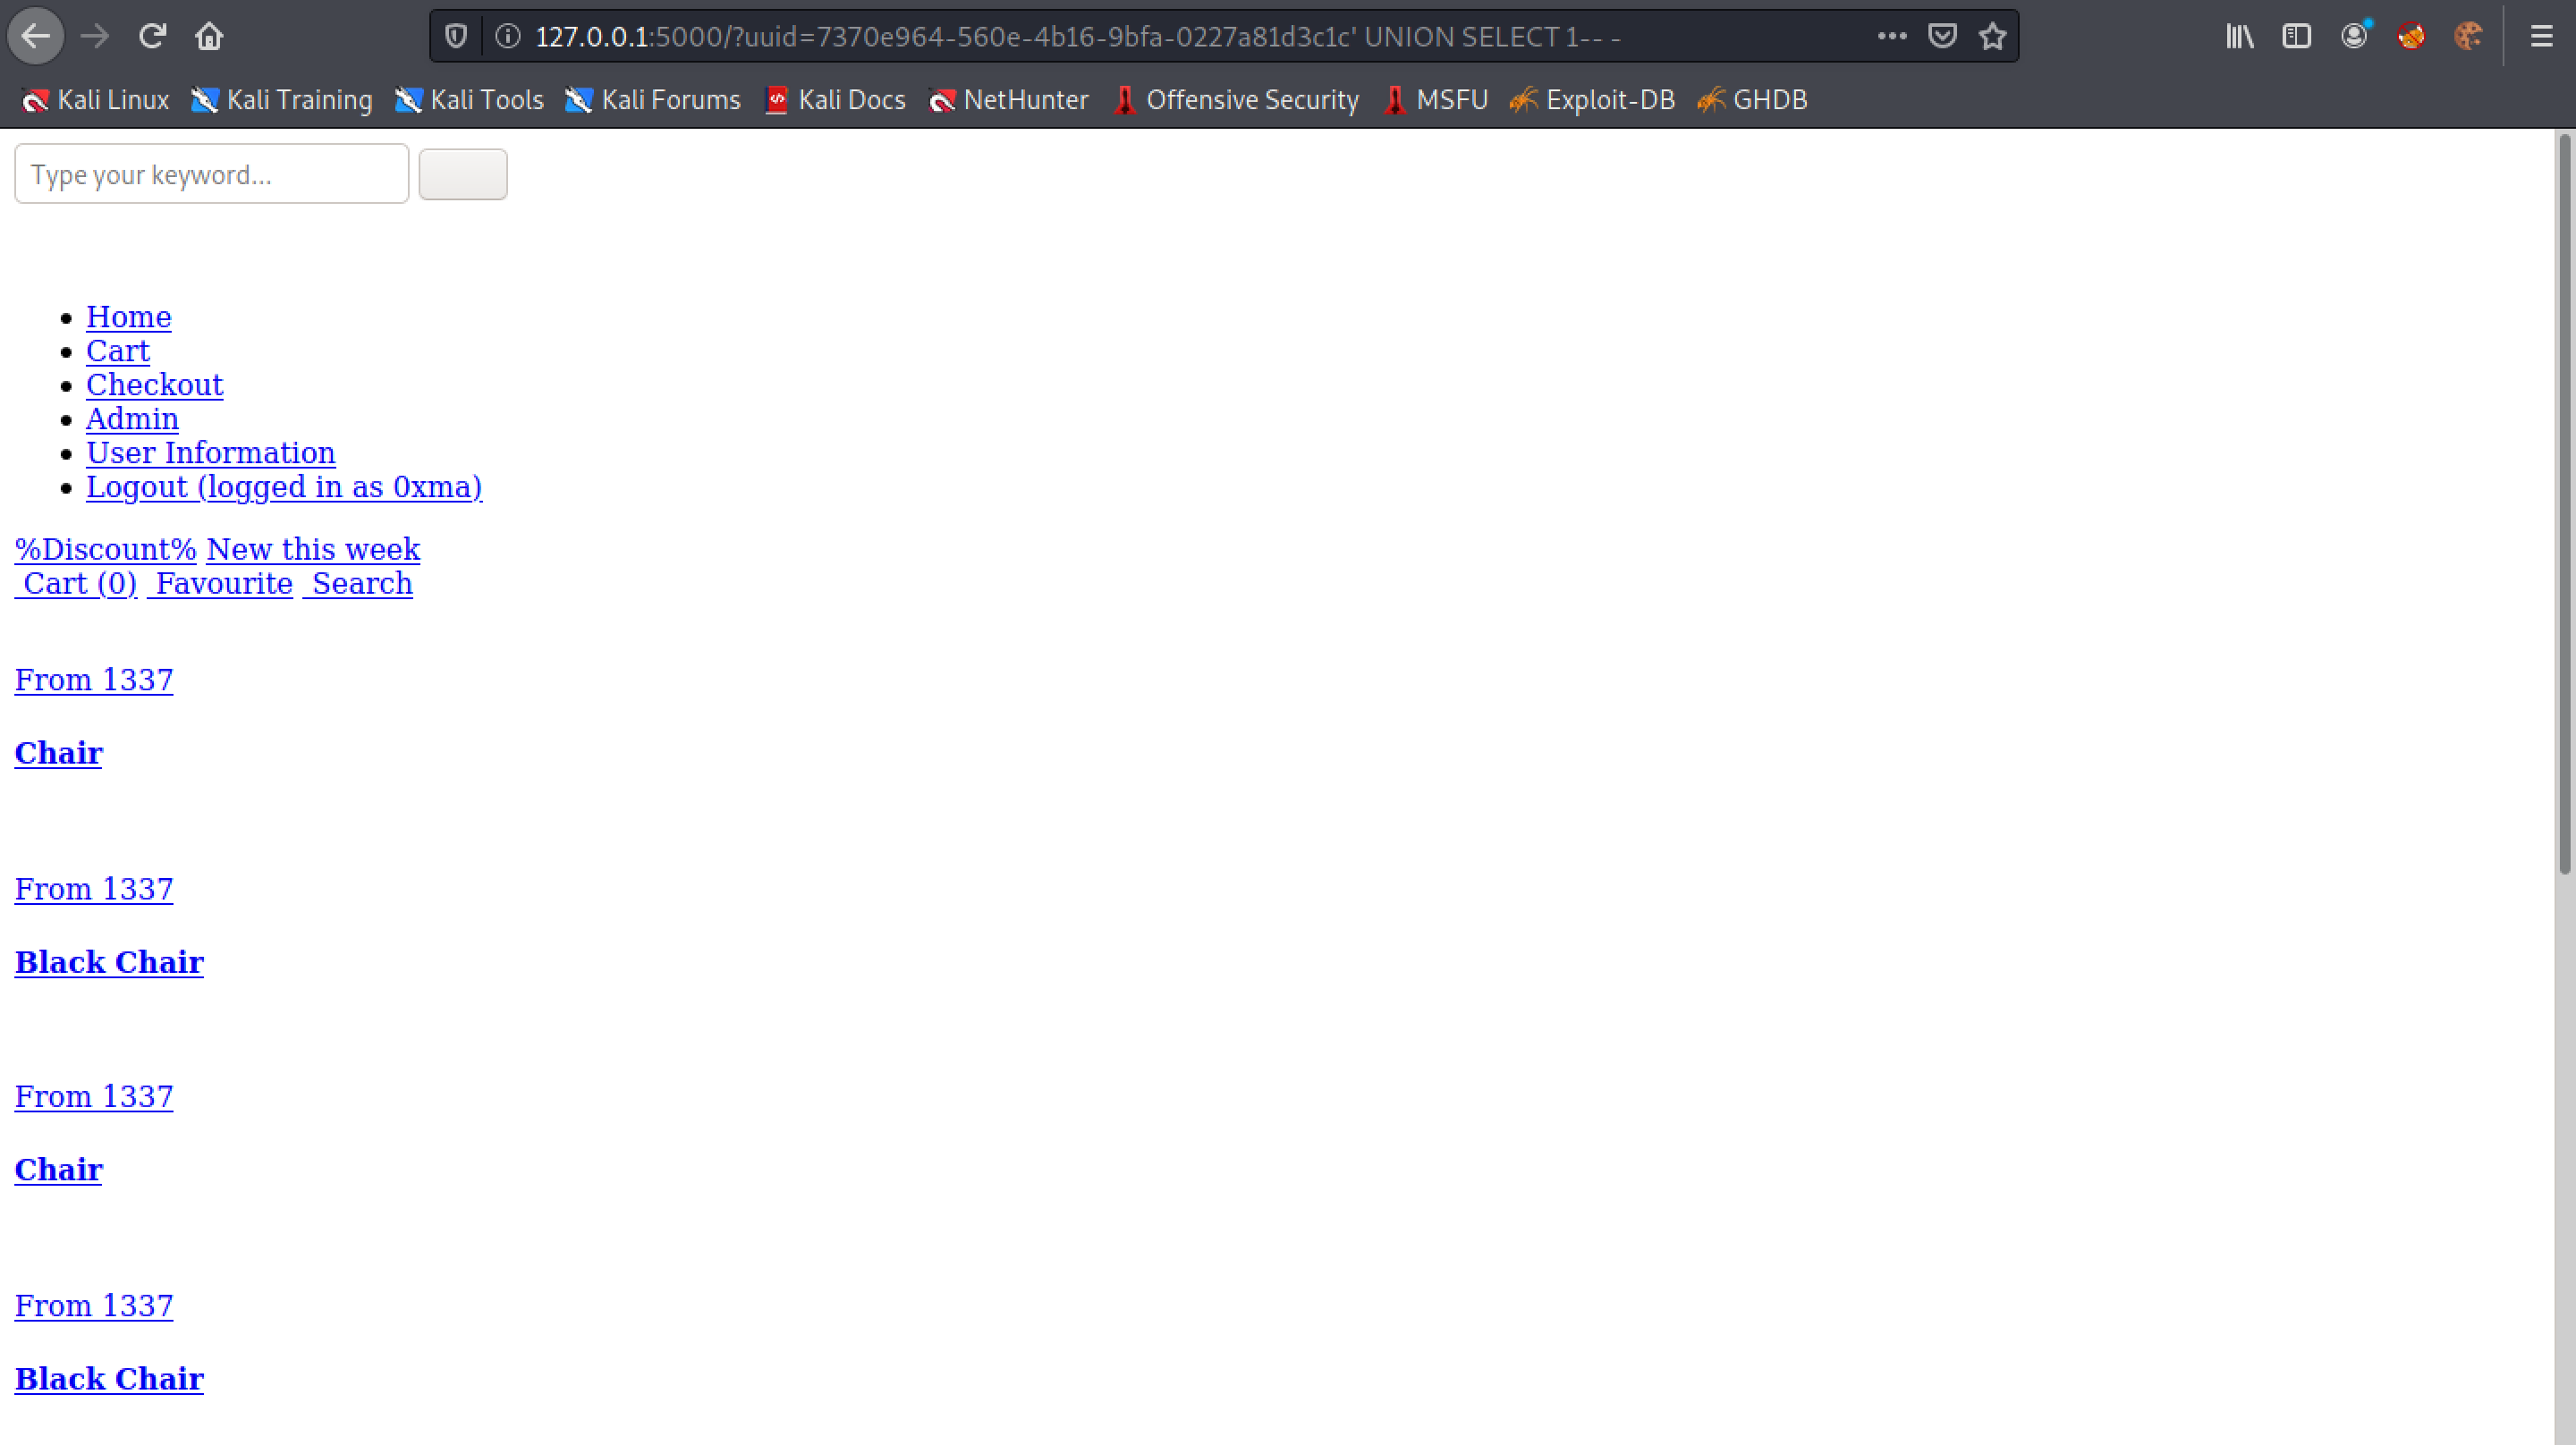 127.0.0.1:5000/?uuid=7370e964-560e-4b16-9bfa-0227a81d3c1c' UNION SELECT 1-- -
Kali Linux Kali Training Kali Tools Kali Forums Kali Docs NetHunter Offensive Security MSFU Exploit-DB GHDB
Type your keyword...
Home
Cart
Checkout
Admin
User Information
Logout (logged in as 0xma)
%Discount% New this week
Cart (0) Favourite Search
From 1337
Chair
From 1337
Black Chair
From 1337
Chair
From 1337
Black Chair